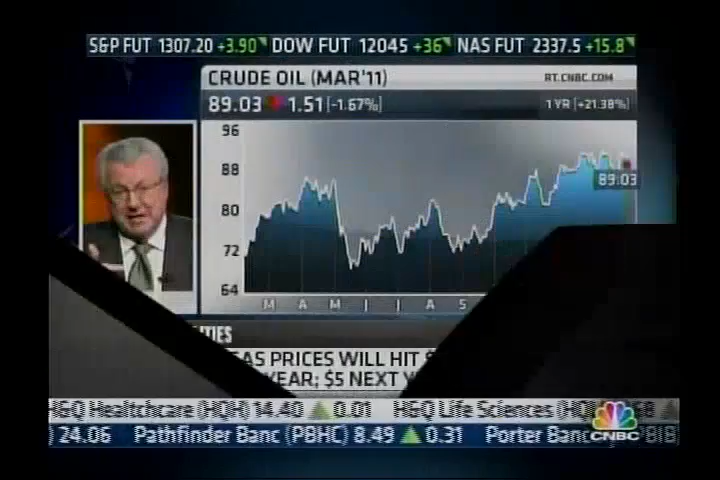 S&P FUT 1307.20 +3.90 DOW FUT 12045 +36 NAS FUT 2337.5 +15.8
CRUDE OIL (MAR'11) RT.CNBC.COM
89.03 1.51 [-1.67%] 1 YR [+21.38%]
96
88
89.03
80
72
64
M A M J J A S
GAS PRICES WILL HIT
YEAR; $5 NEXT
H&Q Healthcare (HQH) 14.40 0.01 H&Q Life Sciences
CNBC
) 24.06 Pathfinder Banc (PBHC) 8.49 0.31 Porter Banc